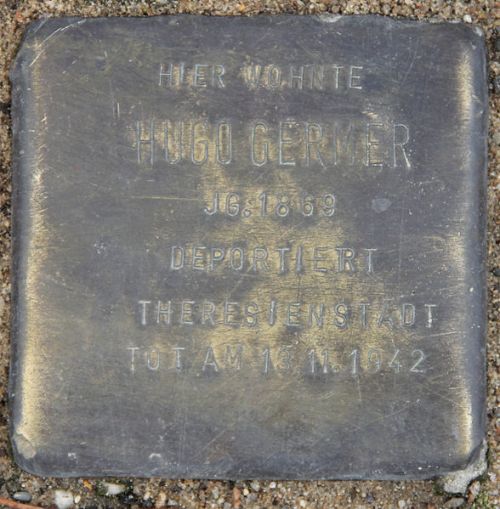 HIER WOHNTE
HUGO GERMER
JG. 1869
DEPORTIERT
THERESIENSTADT
TOT AM 13.11.1942